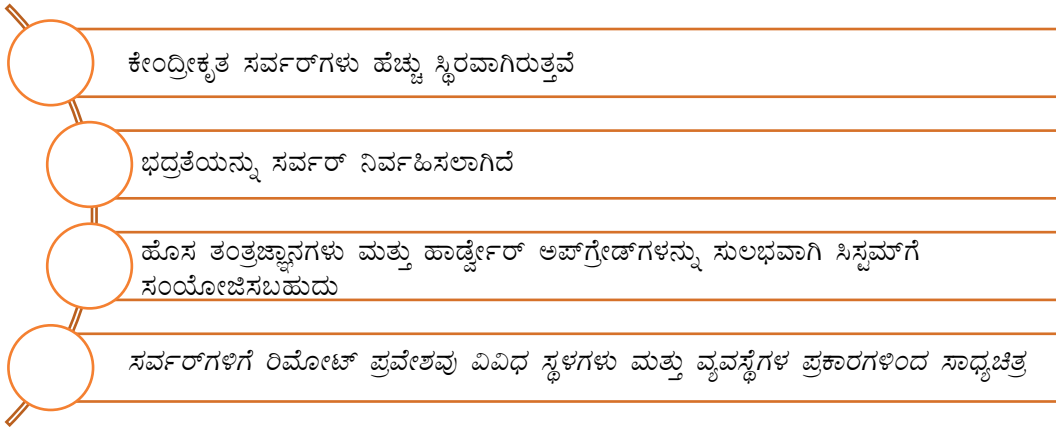 ಕೇಂದ್ರೀಕೃತ ಸರ್ವರ್‌ಗಳು ಹೆಚ್ಚು ಸ್ಥಿರವಾಗಿರುತ್ತವೆ
ಭದ್ರತೆಯನ್ನು ಸರ್ವರ್ ನಿರ್ವಹಿಸಲಾಗಿದೆ
ಹೊಸ ತಂತ್ರಜ್ಞಾನಗಳು ಮತ್ತು ಹಾರ್ಡ್ವೇರ್ ಅಪ್‌ಗ್ರೇಡ್‌ಗಳನ್ನು ಸುಲಭವಾಗಿ ಸಿಸ್ಟಮ್‌ಗೆ
ಸಂಯೋಜಿಸಬಹುದು
ಸರ್ವರ್‌ಗಳಿಗೆ ರಿಮೋಟ್ ಪ್ರವೇಶವು ವಿವಿಧ ಸ್ಥಳಗಳು ಮತ್ತು ವ್ಯವಸ್ಥೆಗಳ ಪ್ರಕಾರಗಳಿಂದ ಸಾಧ್ಯಚಿತ್ರ